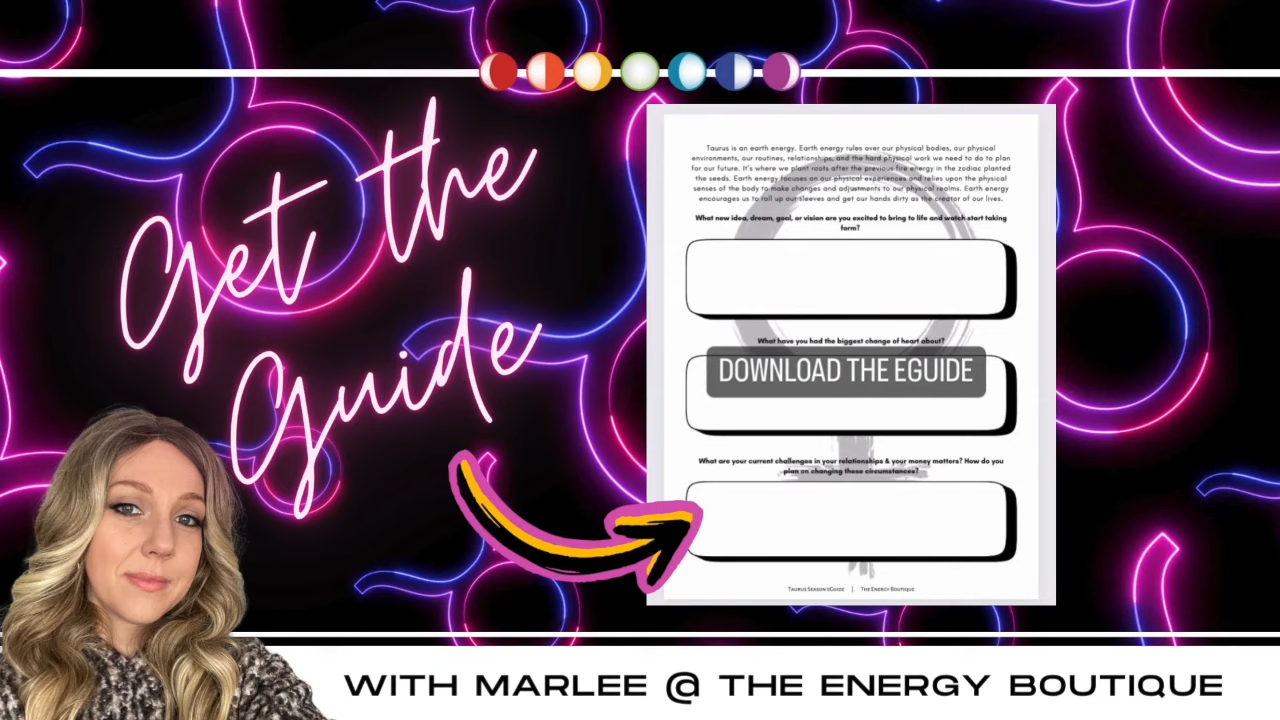 Get the
Guide
Taurus is an earth energy. Earth energy rules over our physical bodies, our physical
environments, our routines, relationships, and the hard physical work we need to do to plan
for our future. It's where we plant roots after the previous fire energy in the zodiac planted
the seeds. Earth energy focuses on our physical experiences and relies upon the physical
senses of the body to make changes and adjustments to our physical realms. Earth energy
encourages us to roll up our sleeves and get our hands dirty as the creator of our lives.
What new idea, dream, goal, or vision are you excited to bring to life and watch start taking
form?
What have you had the biggest change of heart about?
DOWNLOAD THE EGUIDE
What are your current challenges in your relationships & your money matters? How do you
plan on changing those circumstances?
Taurus Season eGuide | The Energy Boutique
WITH MARLEE @ THE ENERGY BOUTIQUE